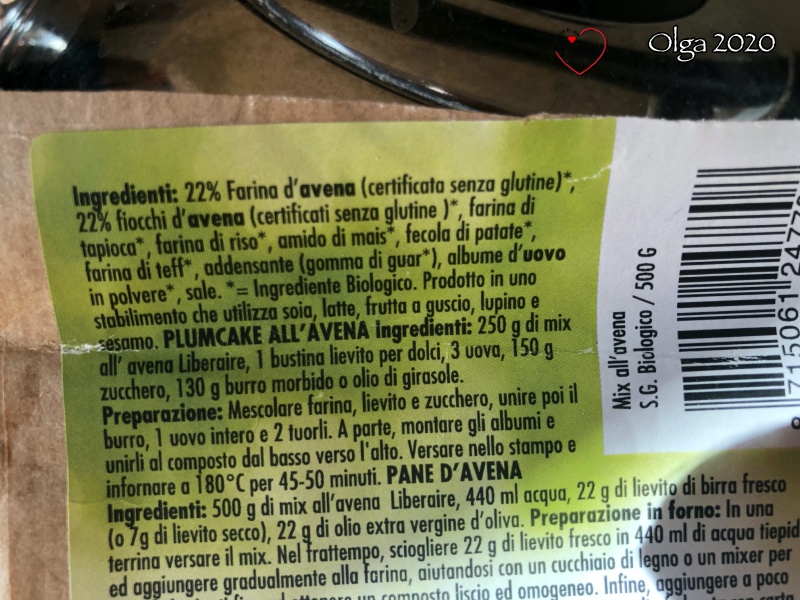 Olga 2020
Ingredienti: 22% Farina d'avena (certificata senza glutine)*,
22% fiocchi d'avena (certificati senza glutine )*, farina di
tapioca*, farina di riso*, amido di mais*, fecola di patate*,
farina di teff*, addensante (gomma di guar*), albume d'uovo
in polvere*, sale. *= Ingrediente Biologico. Prodotto in uno
stabilimento che utilizza soia, latte, frutta a guscio, lupino e
sesamo. PLUMCAKE ALL'AVENA Ingredienti: 250 g di mix
all' avena Liberaire, 1 bustina lievito per dolci, 3 uova, 150 g
zucchero, 130 g burro morbido o olio di girasole.
Preparazione: Mescolare farina, lievito e zucchero, unire poi il
burro, 1 uovo intero e 2 tuorli. A parte, montare gli albumi e
unirli al composto dal basso verso l'alto. Versare nello stampo e
infornare a 180°C per 45-50 minuti. PANE D'AVENA
Ingredienti: 500 g di mix all'avena Liberaire, 440 ml acqua, 22 g di lievito di birra fresco
(o 7g di lievito secco), 22 g di olio extra vergine d'oliva. Preparazione in forno: In una
terrina versare il mix. Nel frattempo, sciogliere 22 g di lievito fresco in 440 ml di acqua tiepid
ed aggiungere gradualmente alla farina, aiutandosi con un cucchiaio di legno o un mixer per
un composto liscio ed omogeneo. Infine, aggiungere a poco
Mix all'avena
S.G. Biologico / 500 G
8 715061 2477